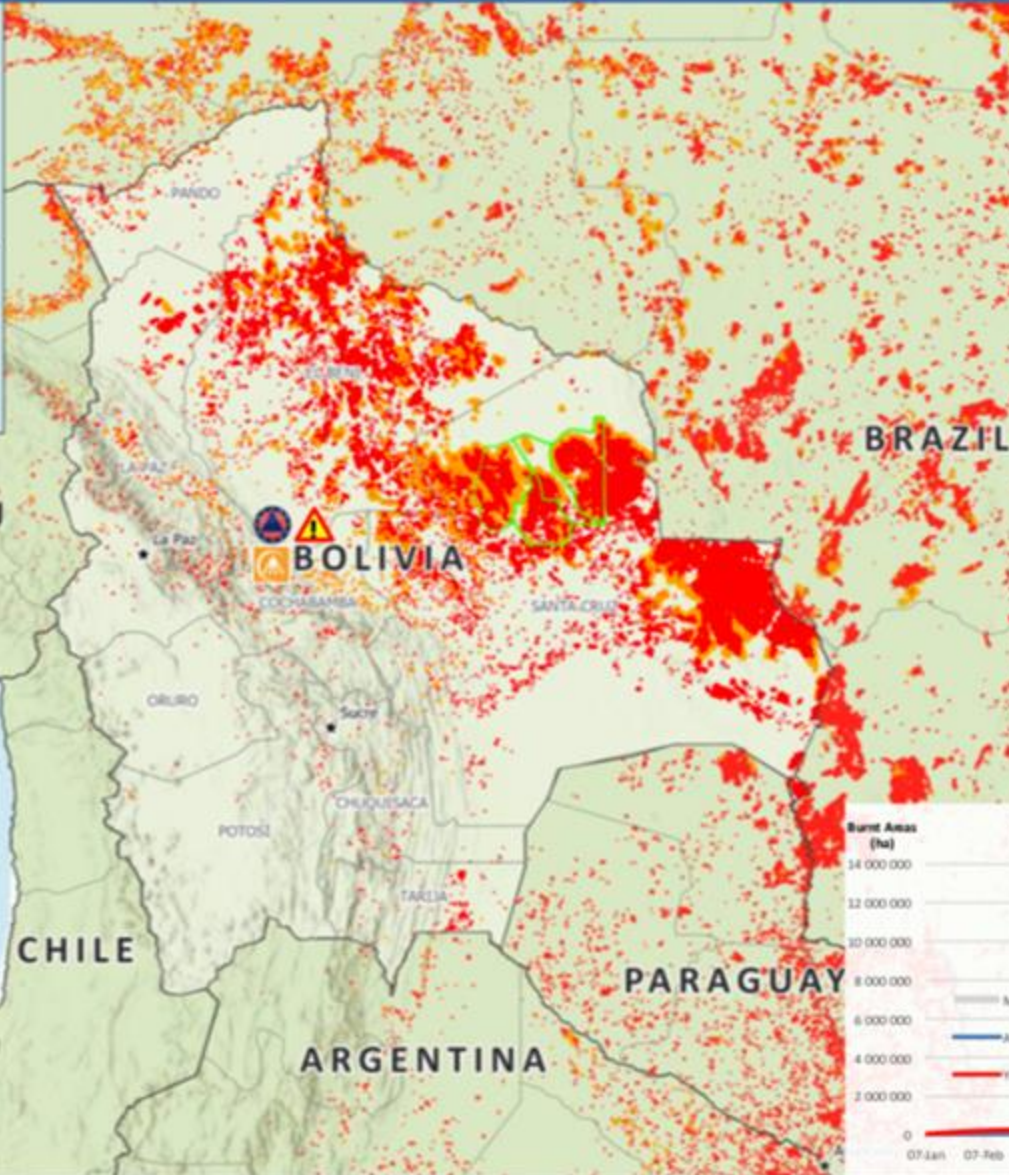 PANDO
EL BENI
BRAZIL
LA PAZ
La Paz
BOLIVIA
COCHABAMBA
SANTA CRUZ
ORURO
Sucre
CHUQUISACA
POTOSÍ
TARIJA
CHILE
PARAGUAY
ARGENTINA
Burnt Areas
(ha)
14 000 000
12 000 000
10 000 000
8 000 000
6 000 000
4 000 000
2 000 000
0
07-Jan 07-Feb